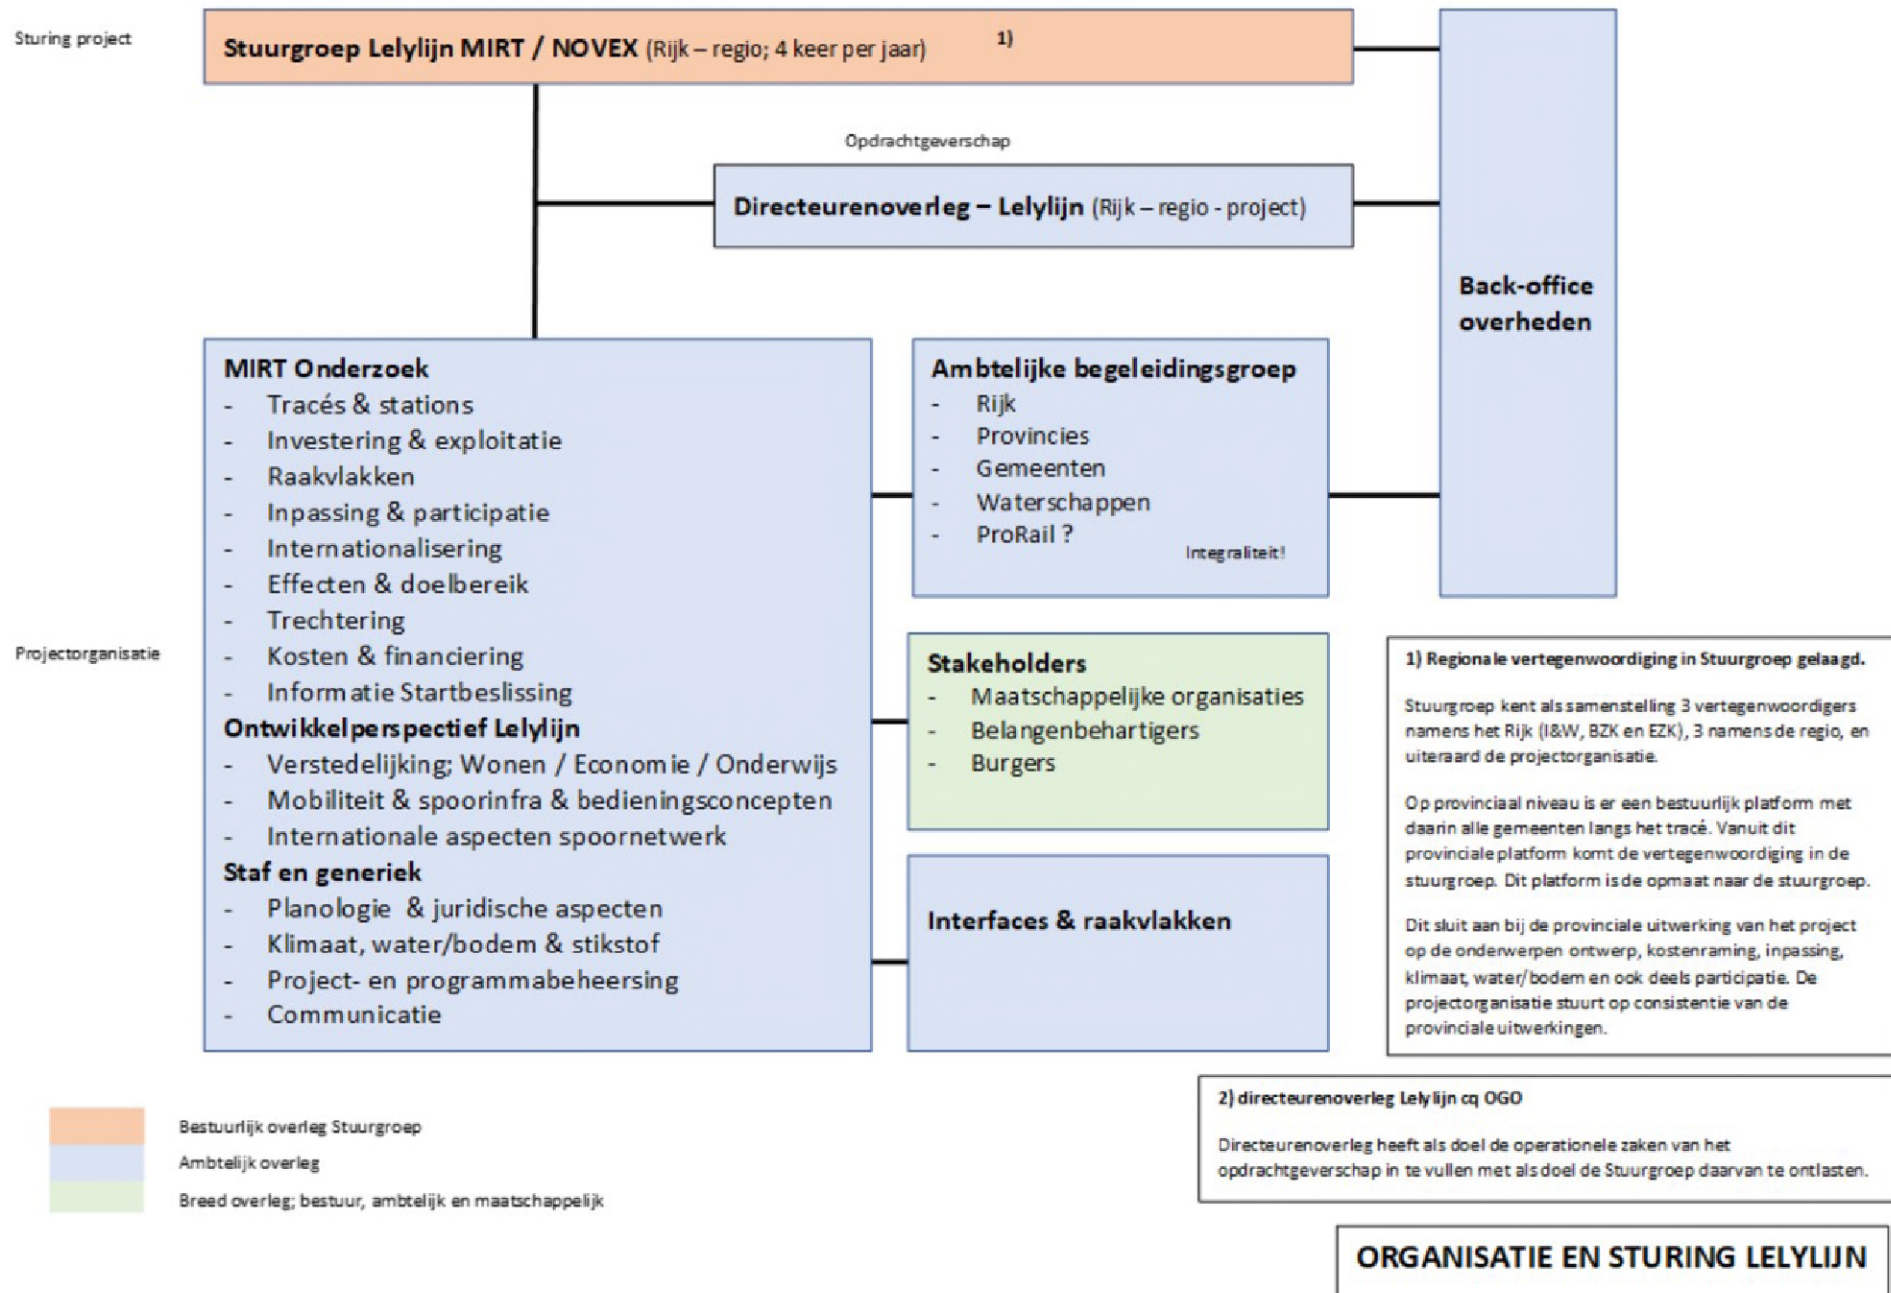 Sturing project
Stuurgroep Lelylijn MIRT / NOVEX (Rijk – regio; 4 keer per jaar) 1)
Opdrachtgeverschap
Directeurenoverleg – Lelylijn (Rijk – regio - project)
Back-office
overheden
MIRT Onderzoek
- Tracés & stations
- Investering & exploitatie
- Raakvlakken
- Inpassing & participatie
- Internationalisering
- Effecten & doelbereik
- Trechtering
- Kosten & financiering
- Informatie Startbeslissing
Ontwikkelperspectief Lelylijn
- Verstedelijking; Wonen / Economie / Onderwijs
- Mobiliteit & spoorinfra & bedieningsconcepten
- Internationale aspecten spoornetwerk
Staf en generiek
- Planologie & juridische aspecten
- Klimaat, water/bodem & stikstof
- Project- en programmabeheersing
- Communicatie
Ambtelijke begeleidingsgroep
- Rijk
- Provincies
- Gemeenten
- Waterschappen
- ProRail ?
Integraliteit!
Projectorganisatie
Stakeholders
- Maatschappelijke organisaties
- Belangenbehartigers
- Burgers
Interfaces & raakvlakken
1) Regionale vertegenwoordiging in Stuurgroep gelaagd.
Stuurgroep kent als samenstelling 3 vertegenwoordigers
namens het Rijk (I&W, BZK en EZK), 3 namens de regio, en
uiteraard de projectorganisatie.
Op provinciaal niveau is er een bestuurlijk platform met
daarin alle gemeenten langs het tracé. Vanuit dit
provinciale platform komt de vertegenwoordiging in de
stuurgroep. Dit platform is de opmaat naar de stuurgroep.
Dit sluit aan bij de provinciale uitwerking van het project
op de onderwerpen ontwerp, kostenraming, inpassing,
klimaat, water/bodem en ook deels participatie. De
projectorganisatie stuurt op consistentie van de
provinciale uitwerkingen.
2) directeurenoverleg Lelylijn cq OGO
Directeurenoverleg heeft als doel de operationele zaken van het
opdrachtgeverschap in te vullen met als doel de Stuurgroep daarvan te ontlasten.
Bestuurlijk overleg Stuurgroep
Ambtelijk overleg
Breed overleg; bestuur, ambtelijk en maatschappelijk
ORGANISATIE EN STURING LELYLIJN